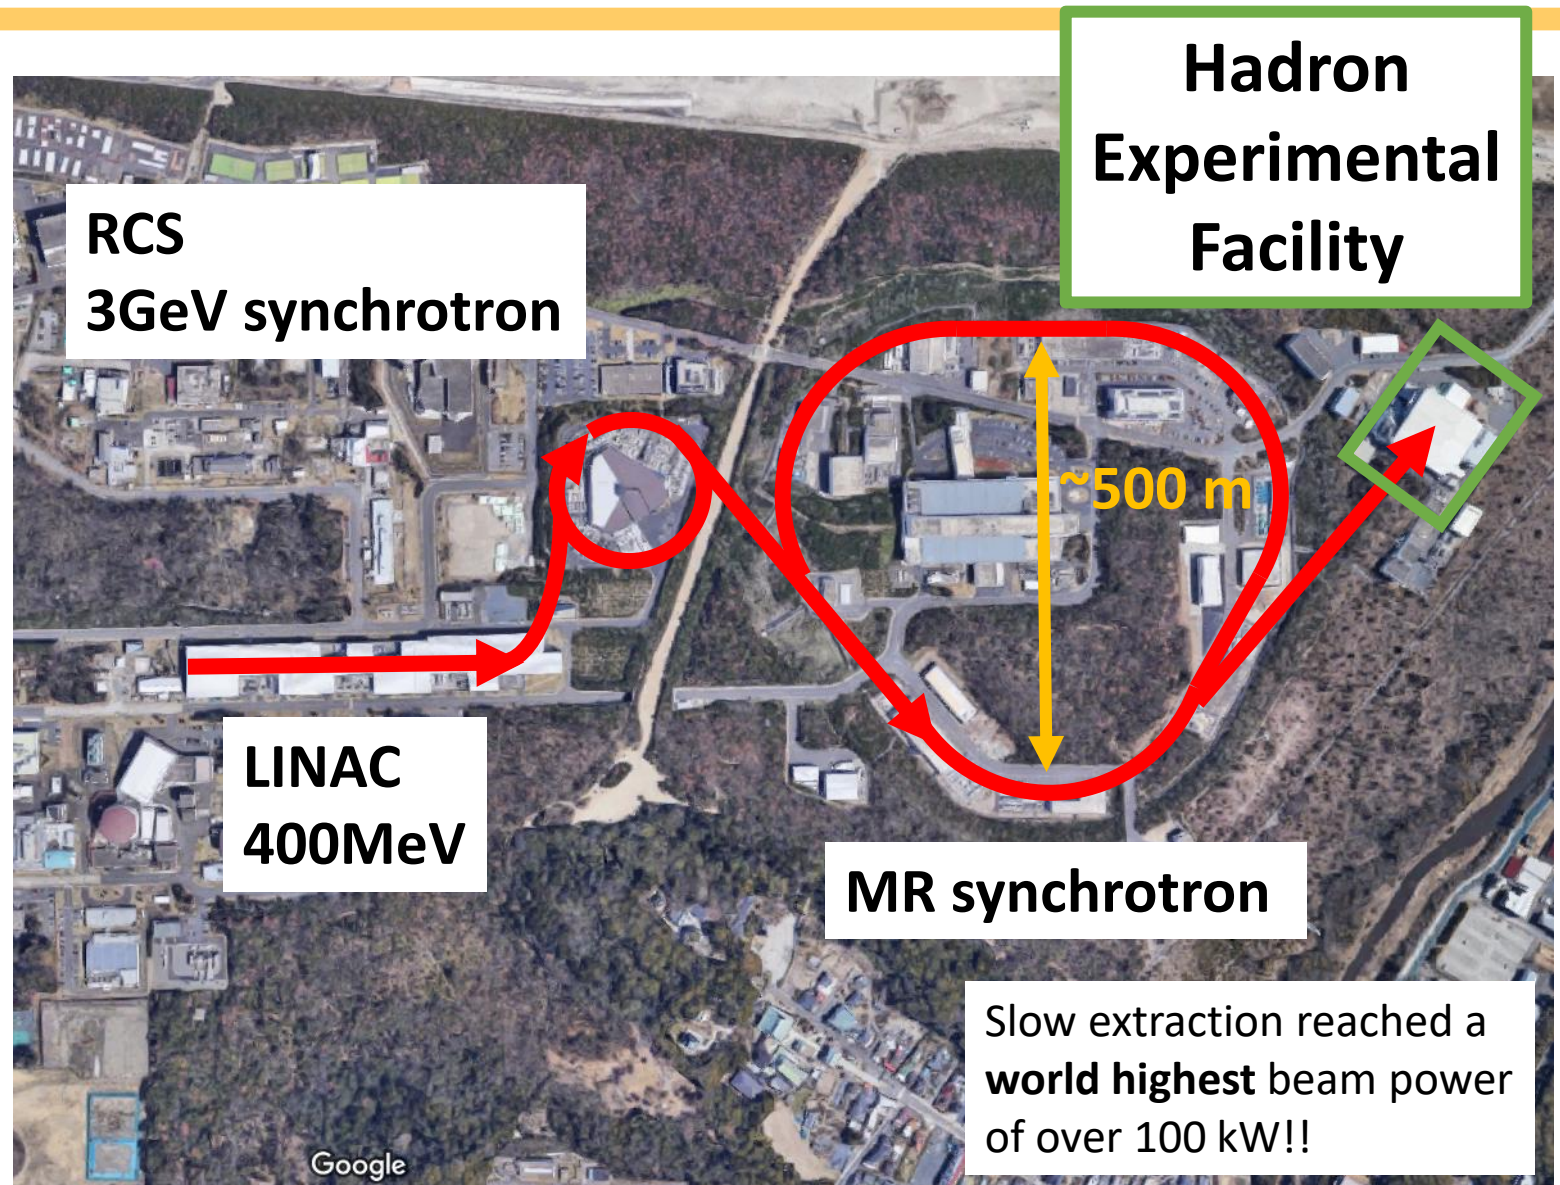 Hadron
Experimental
Facility
RCS
3GeV synchrotron
~500 m
LINAC
400MeV
MR synchrotron
Slow extraction reached a
world highest beam power
of over 100 kW!!
Google